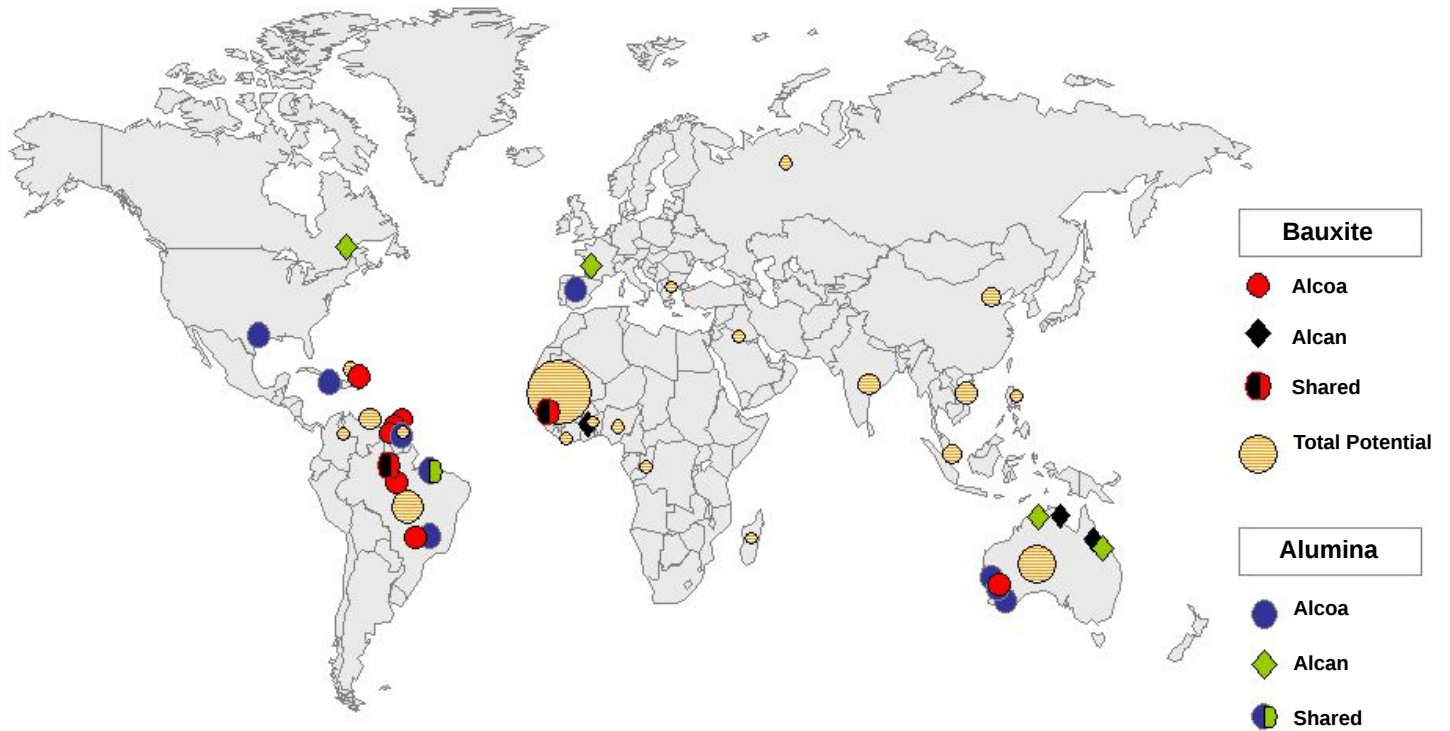 Bauxite
Alcoa
Alcan
Shared
Total Potential
Alumina
Alcoa
Alcan
Shared